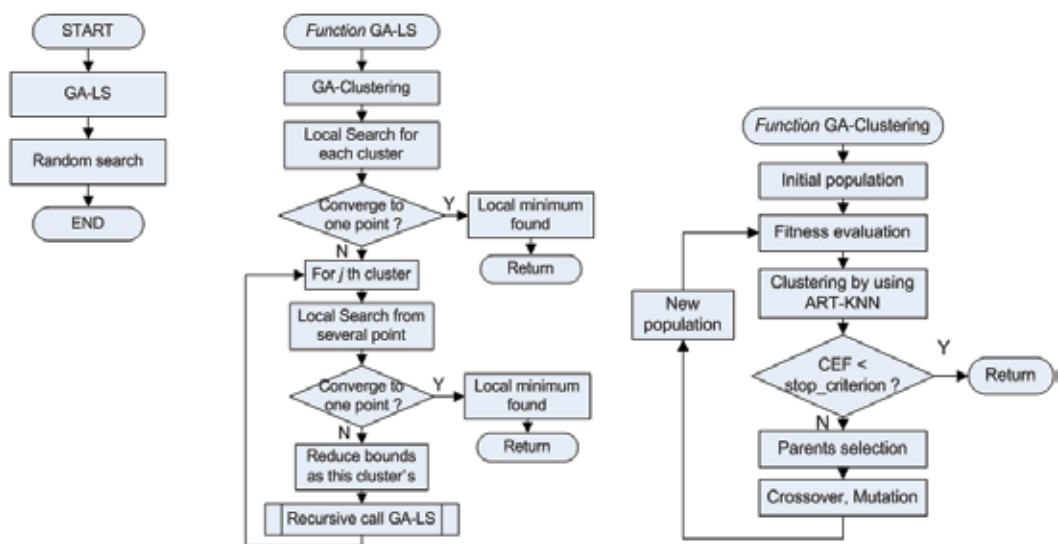 START
GA-LS
Random search
END
Function GA-LS
GA-Clustering
Local Search for
each cluster
Converge to
one point ?
Y
Local minimum
found
Return
N
For j th cluster
Local Search from
several point
Converge to
one point ?
Y
Local minimum
found
Return
N
Reduce bounds
as this cluster's
Recursive call GA-LS
Function GA-Clustering
Initial population
Fitness evaluation
Clustering by using
ART-KNN
New
population
CEF <
stop_criterion ?
Y
Return
N
Parents selection
Crossover, Mutation